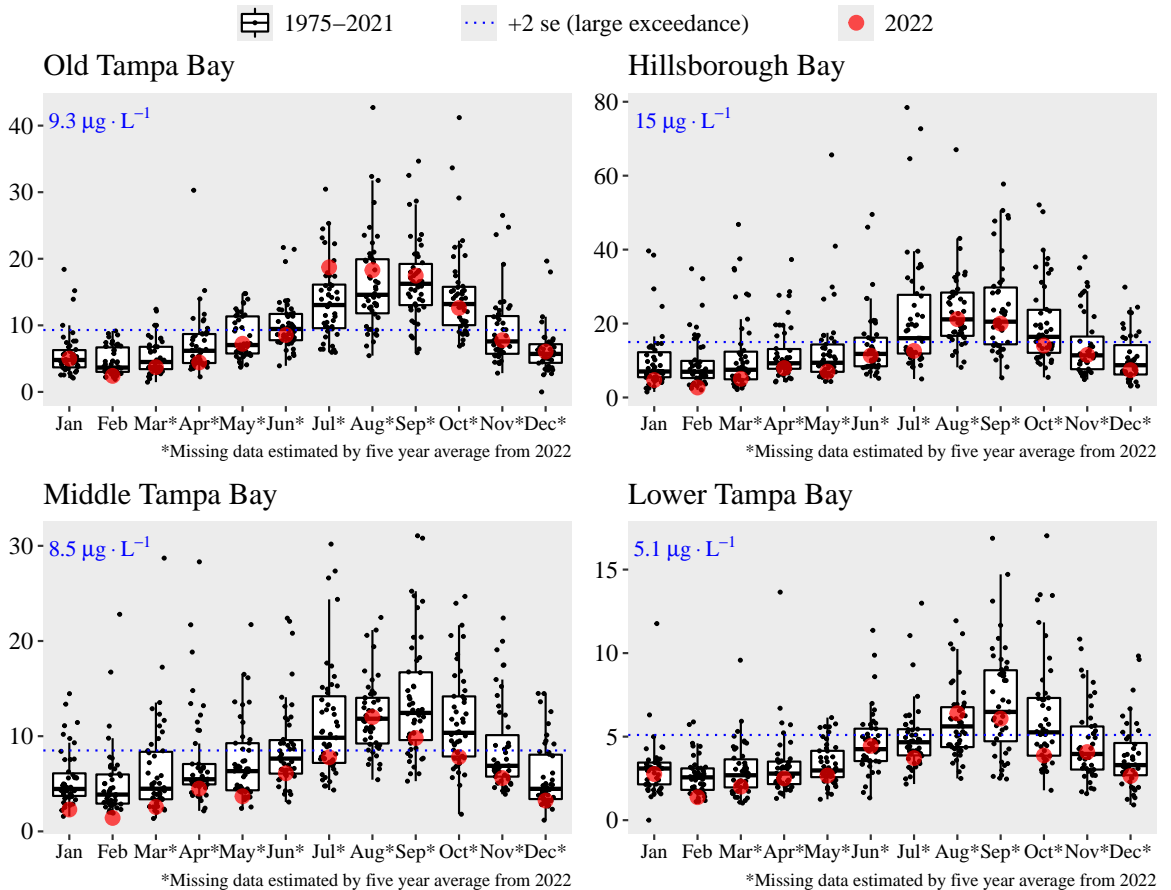 1975–2021 +2 se (large exceedance) 2022
Old Tampa Bay
9.3 μg · L⁻¹
40
30
20
10
0
Jan Feb Mar* Apr* May* Jun* Jul* Aug* Sep* Oct* Nov* Dec*
*Missing data estimated by five year average from 2022
Hillsborough Bay
15 μg · L⁻¹
80
60
40
20
0
Jan Feb Mar* Apr* May* Jun* Jul* Aug* Sep* Oct* Nov* Dec*
*Missing data estimated by five year average from 2022
Middle Tampa Bay
8.5 μg · L⁻¹
30
20
10
0
Jan Feb Mar* Apr* May* Jun* Jul* Aug* Sep* Oct* Nov* Dec*
*Missing data estimated by five year average from 2022
Lower Tampa Bay
5.1 μg · L⁻¹
15
10
5
0
Jan Feb Mar* Apr* May* Jun* Jul* Aug* Sep* Oct* Nov* Dec*
*Missing data estimated by five year average from 2022